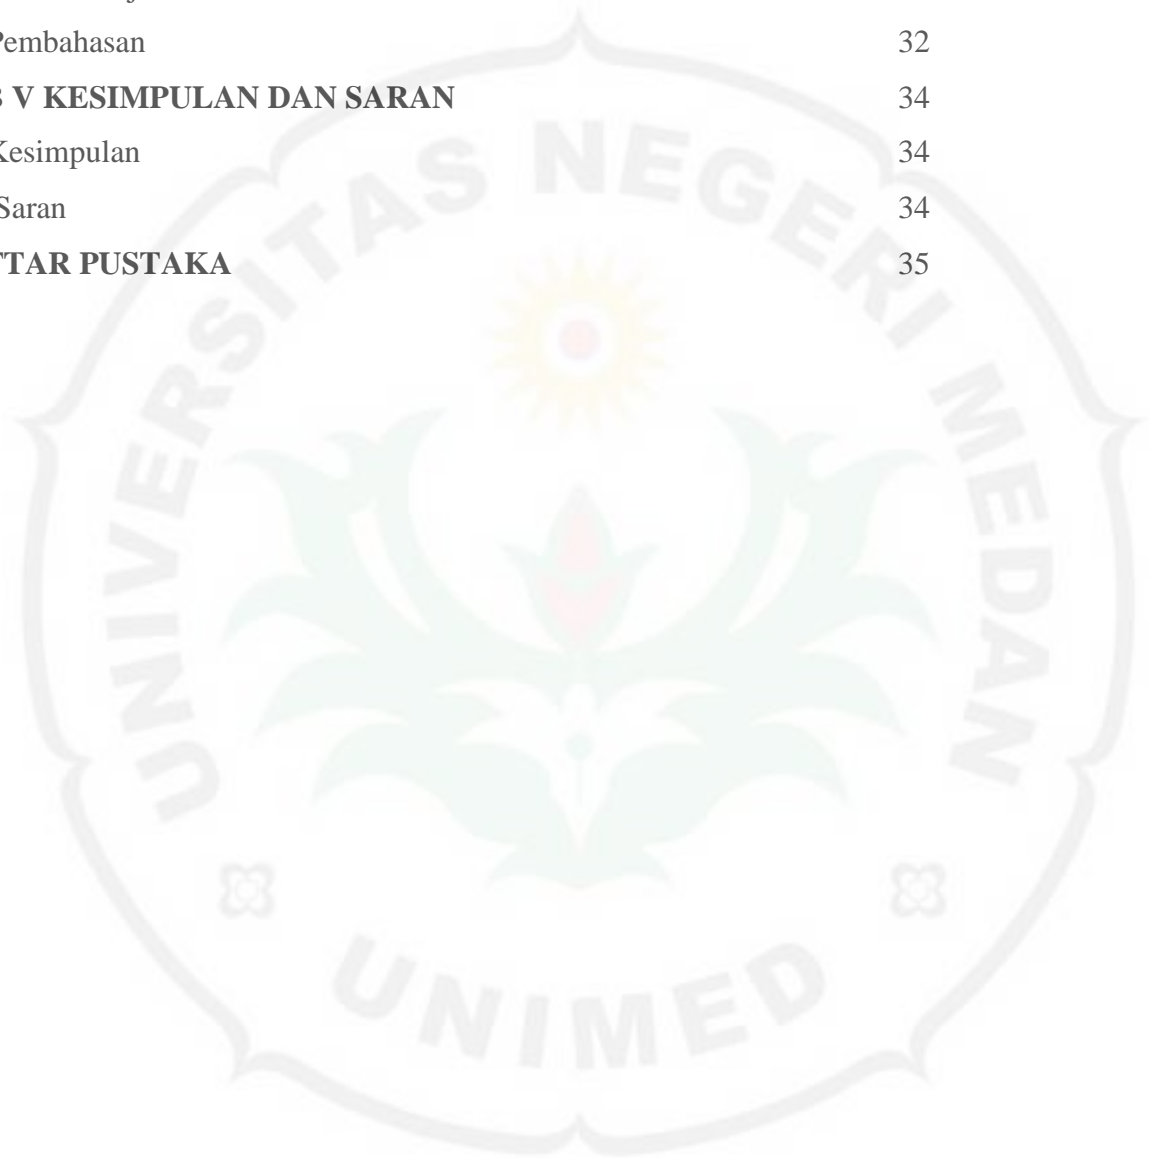 Pembahasan 32
B V KESIMPULAN DAN SARAN 34
Kesimpulan 34
Saran 34
TAR PUSTAKA 35
UNIVERSITAS NEGERI MEDAN
UNIMED